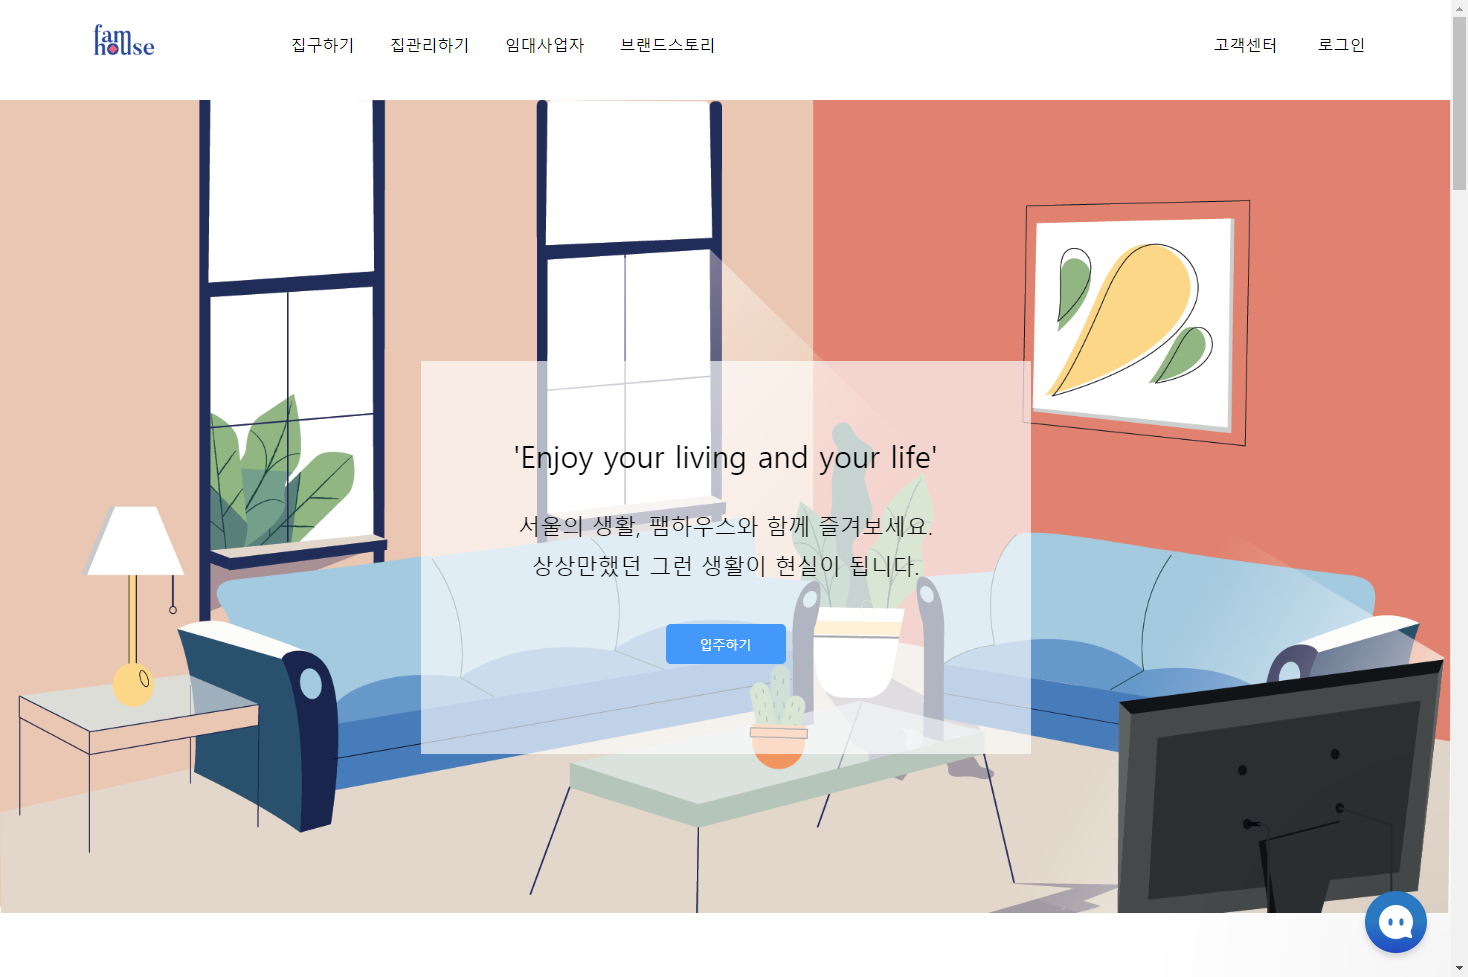 fam
house
집구하기 집관리하기 임대사업자 브랜드스토리 고객센터 로그인
'Enjoy your living and your life'
서울의 생활, 팸하우스와 함께 즐겨보세요.
상상만했던 그런 생활이 현실이 됩니다.
입주하기